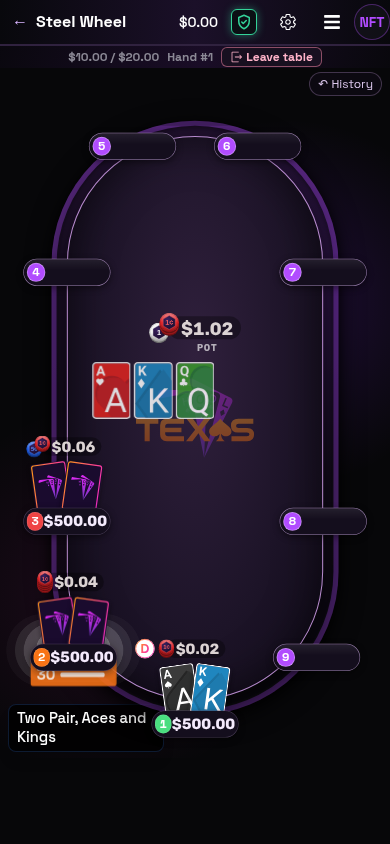 ← Steel Wheel $0.00 NFT
$10.00 / $20.00 Hand #1 Leave table
↶ History
5 6
4 7
$1.02
POT
A K Q
A K Q
TEXAS
$0.06
3 $500.00 8
$0.04
D $0.02
2 $500.00 9
30
A K
A K
Two Pair, Aces and
Kings
1 $500.00